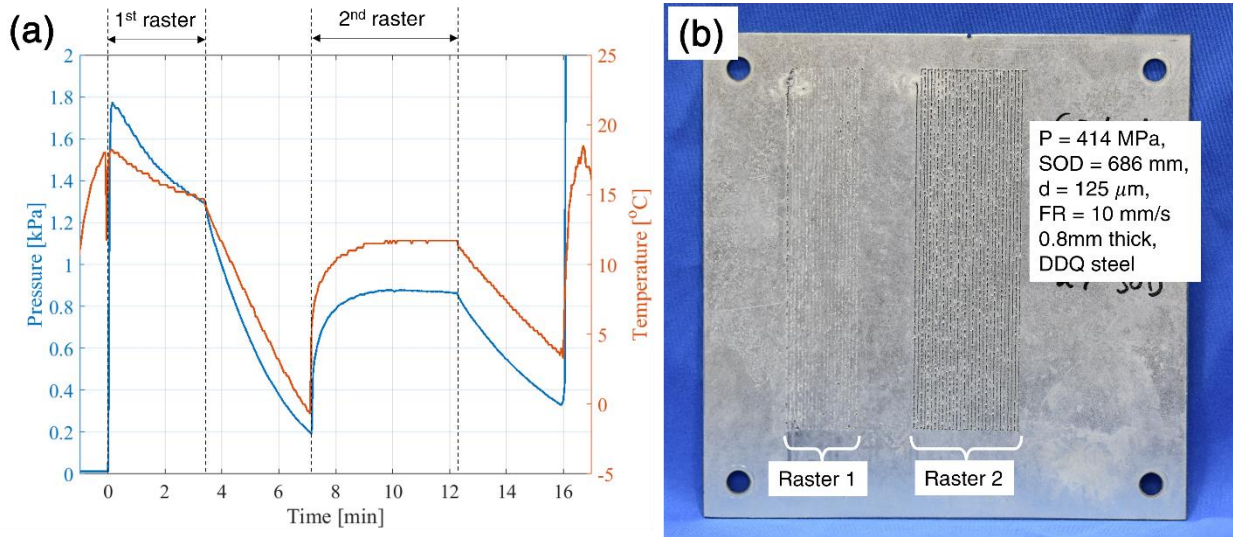 (a)
1st raster
2nd raster
2
1.8
1.6
1.4
1.2
1
0.8
0.6
0.4
0.2
0
Pressure [kPa]
25
20
15
10
5
0
-5
Temperature [°C]
0 2 4 6 8 10 12 14 16
Time [min]
(b)
P = 414 MPa,
SOD = 686 mm,
d = 125 μm,
FR = 10 mm/s
0.8mm thick,
DDQ steel
Raster 1
Raster 2